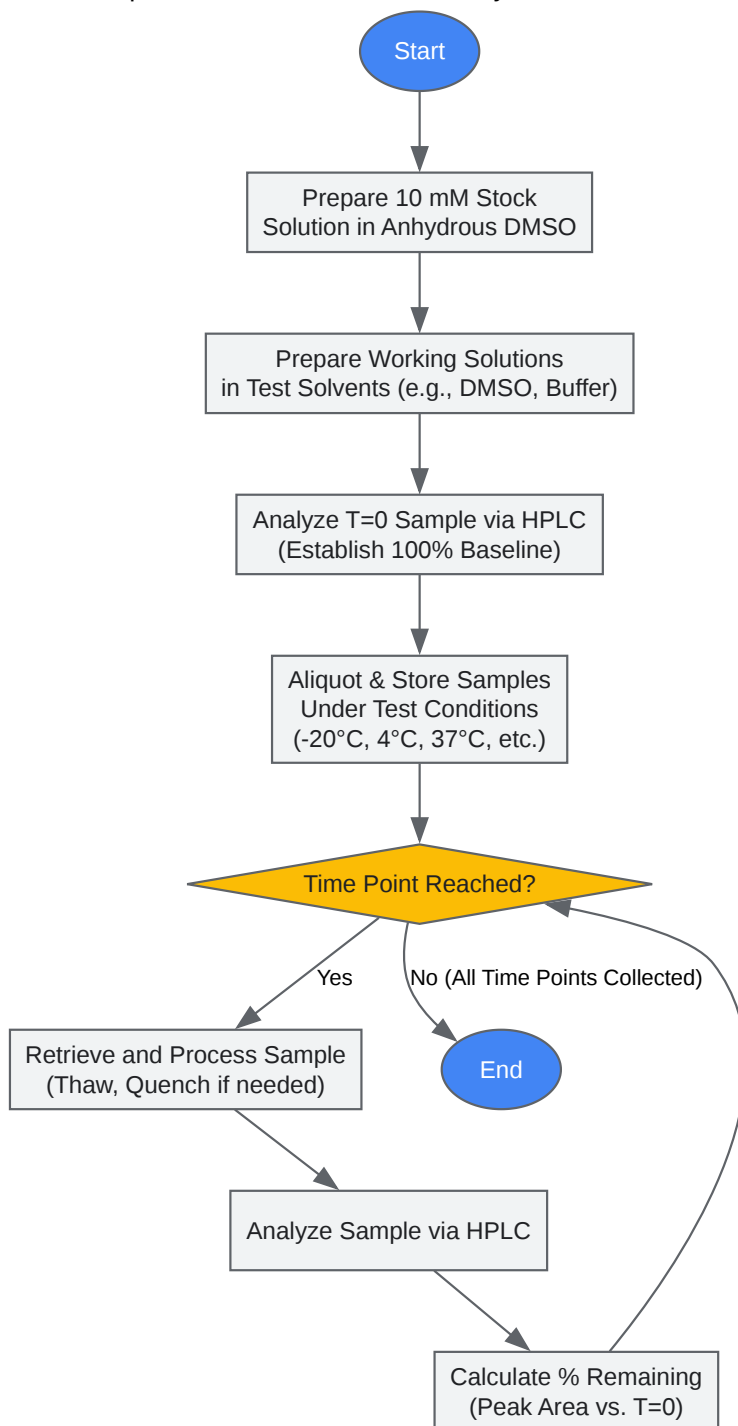 Start
Prepare 10 mM Stock
Solution in Anhydrous DMSO
Prepare Working Solutions
in Test Solvents (e.g., DMSO, Buffer)
Analyze T=0 Sample via HPLC
(Establish 100% Baseline)
Aliquot & Store Samples
Under Test Conditions
(-20°C, 4°C, 37°C, etc.)
Time Point Reached?
Yes
No (All Time Points Collected)
Retrieve and Process Sample
(Thaw, Quench if needed)
End
Analyze Sample via HPLC
Calculate % Remaining
(Peak Area vs. T=0)